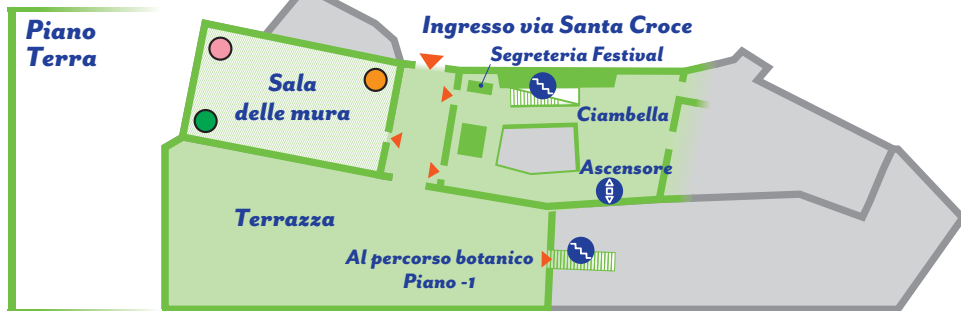 Piano
Terra
Ingresso via Santa Croce
Segreteria Festival
Sala
delle mura
Ciambella
Ascensore
Terrazza
Al percorso botanico
Piano -1